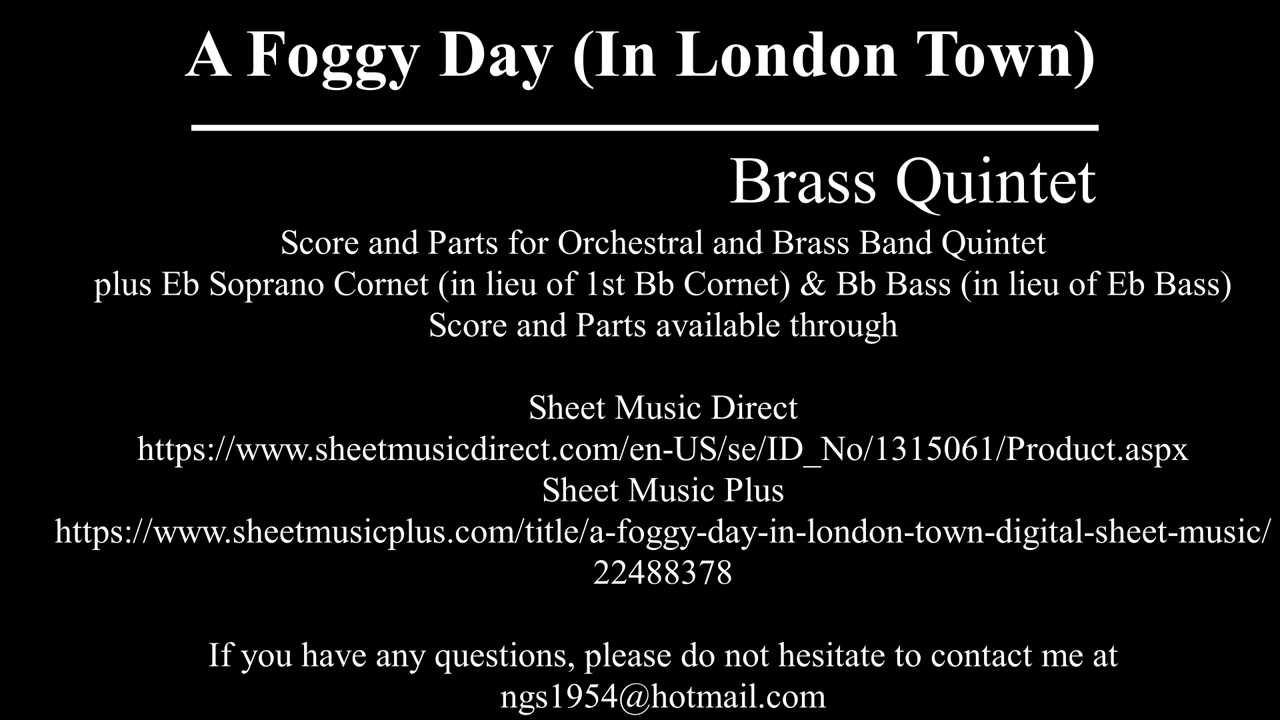 A Foggy Day (In London Town)
Brass Quintet
Score and Parts for Orchestral and Brass Band Quintet
plus Eb Soprano Cornet (in lieu of 1st Bb Cornet) & Bb Bass (in lieu of Eb Bass)
Score and Parts available through
Sheet Music Direct
https://www.sheetmusicdirect.com/en-US/se/ID_No/1315061/Product.aspx
Sheet Music Plus
https://www.sheetmusicplus.com/title/a-foggy-day-in-london-town-digital-sheet-music/
22488378
If you have any questions, please do not hesitate to contact me at
ngs1954@hotmail.com